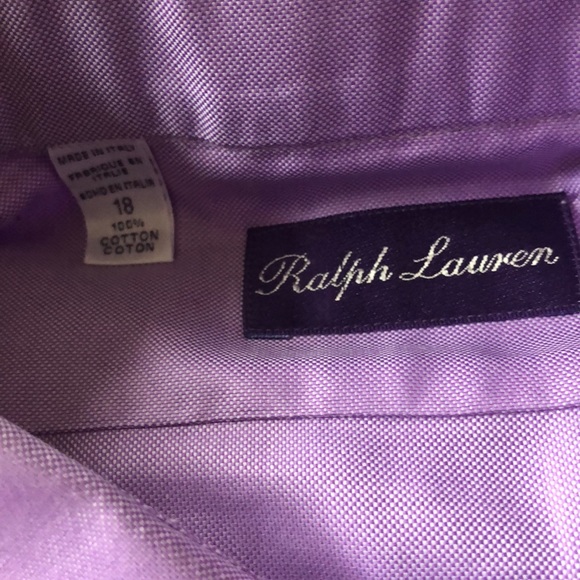 MADE IN ITALY
FABRIQUE EN
ITALIE
HECHO EN ITALIA
18
100%
COTTON
COTON
Ralph Lauren